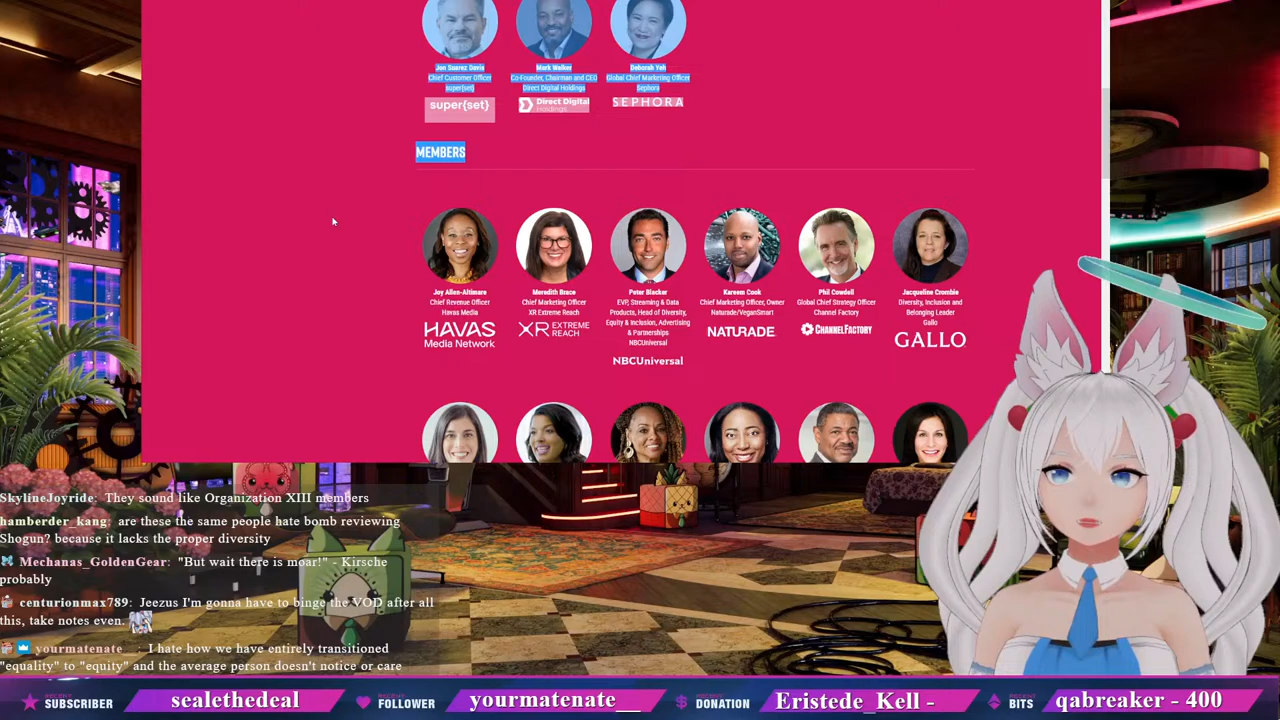 Jon Suarez Davis
Mark Walker
Deborah Yeh
Chief Customer Officer
Co-Founder, Chairman and CEO
Global Chief Marketing Officer
super{set}
Direct Digital Holdings
Sephora
super{set}
Direct Digital
Holdings
SEPHORA
MEMBERS
Joy Allen-Altimare
Chief Revenue Officer
Havas Media
HAVAS
Media Network
Meredith Brace
Chief Marketing Officer
XR Extreme Reach
XR EXTREME
REACH
Peter Blacker
EVP, Streaming & Data
Products, Head of Diversity,
Equity & Inclusion, Advertising
& Partnerships
NBCUniversal
NBCUniversal
Kareem Cook
Chief Marketing Officer, Owner
Naturade/VeganSmart
NATURADE
Phil Cowdell
Global Chief Strategy Officer
Channel Factory
CHANNELFACTORY
Jacqueline Crombie
Diversity, Inclusion and
Belonging Leader
Gallo
GALLO
SkylineJoyride: They sound like Organization XIII members
hamberder_kang: are these the same people hate bomb reviewing
Shogun? because it lacks the proper diversity
Mechanas_GoldenGear: "But wait there is moar!" - Kirsche
probably
centurionmax789: Jeezus I'm gonna have to binge the VOD after all
this, take notes even.
yourmatenate__: I hate how we have entirely transitioned
"equality" to "equity" and the average person doesn't notice or care
RECENT
SUBSCRIBER
sealethedeal
RECENT
FOLLOWER
yourmatenate__
RECENT
DONATION
Eristede_Kell -
RECENT
BITS
qabreaker - 400